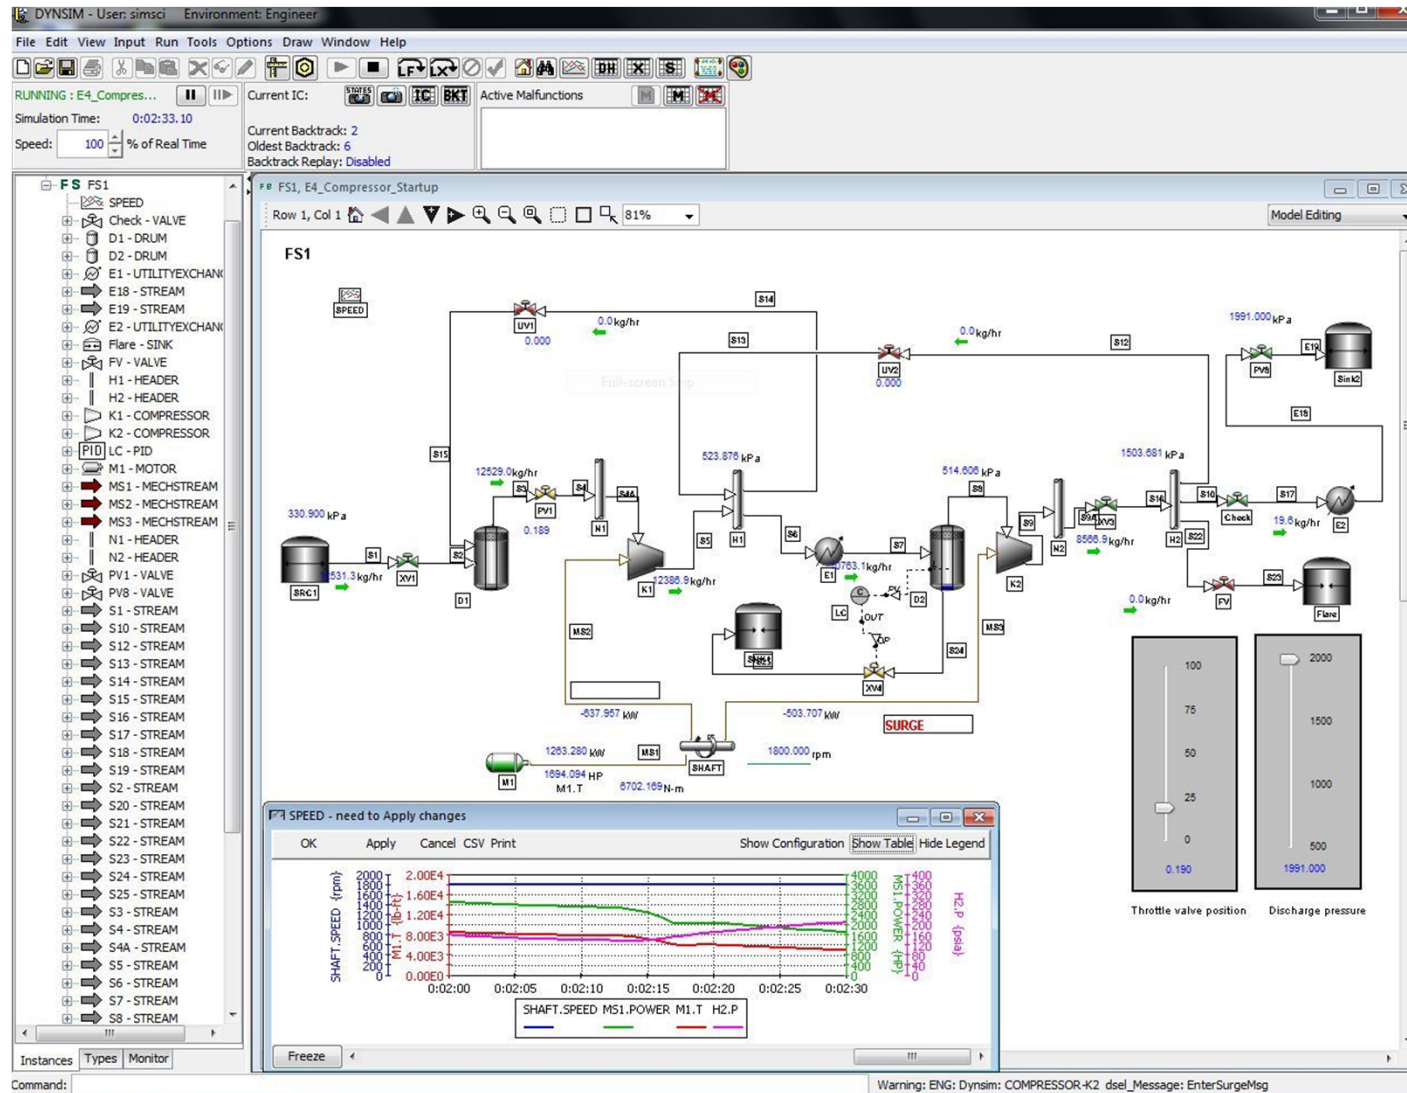 DYNSIM - User: simsci Environment: Engineer
File Edit View Input Run Tools Options Draw Window Help
RUNNING : E4_Compres...
Simulation Time: 0:02:33.10
Speed: 100 % of Real Time
Current IC:
STATES IC BKT
Current Backtrack: 2
Oldest Backtrack: 6
Backtrack Replay: Disabled
Active Malfunctions
FS FS1
SPEED
Check - VALVE
D1 - DRUM
D2 - DRUM
E1 - UTILITYEXCHAN
E18 - STREAM
E19 - STREAM
E2 - UTILITYEXCHAN
Flare - SINK
FV - VALVE
H1 - HEADER
H2 - HEADER
K1 - COMPRESSOR
K2 - COMPRESSOR
PID LC - PID
M1 - MOTOR
MS1 - MECHSTREAM
MS2 - MECHSTREAM
MS3 - MECHSTREAM
N1 - HEADER
N2 - HEADER
PV1 - VALVE
PV8 - VALVE
S1 - STREAM
S10 - STREAM
S12 - STREAM
S13 - STREAM
S14 - STREAM
S15 - STREAM
S16 - STREAM
S17 - STREAM
S18 - STREAM
S19 - STREAM
S2 - STREAM
S20 - STREAM
S21 - STREAM
S22 - STREAM
S23 - STREAM
S24 - STREAM
S25 - STREAM
S3 - STREAM
S4 - STREAM
S4A - STREAM
S5 - STREAM
S6 - STREAM
S7 - STREAM
S8 - STREAM
Instances Types Monitor
FS FS1, E4_Compressor_Startup
Row 1, Col 1 81% Model Editing
FS1
SPEED
S14
UV1
0.000
0.0 kg/hr
S13
UV2
0.000
0.0 kg/hr
S12
1991.000 kPa
PV8
E19
Sink2
E18
Full-screen Snip
S15
12529.0 kg/hr
S3
PV1
0.189
S4
N1
S4A
523.876 kPa
H1
514.606 kPa
S8
1503.681 kPa
330.900 kPa
SRC1
S1
XV1
S2
D1
K1
12386.9 kg/hr
S5
S6
E1
S7
D2
K2
S9
N2
XV3
8566.9 kg/hr
H2
S10
Check
S17
19.6 kg/hr
E2
S22
FV
S23
Flare
0.0 kg/hr
C
LC
PV
OUT
OP
XV4
S24
MS2
MS3
-637.957 kW
-503.707 kW
SURGE
M1
1263.280 kW
1694.094 HP
M1.T 6702.169 N-m
MS1
SHAFT
1800.000 rpm
100
75
50
25
0
0.190
Throttle valve position
2000
1500
1000
500
1991.000
Discharge pressure
SPEED - need to Apply changes
OK Apply Cancel CSV Print Show Configuration Show Table Hide Legend
SHAFT.SPEED {rpm}
2000
1800
1600
1400
1200
1000
800
600
400
200
0
M1.T {lb-ft}
2.00E4
1.60E4
1.20E4
8.00E3
4.00E3
0.00E0
4000
3600
3200
2800
2400
2000
1600
1200
800
400
0
MS1.POWER {HP}
400
360
320
280
240
200
160
120
80
40
0
H2.P {psia}
0:02:00 0:02:05 0:02:10 0:02:15 0:02:20 0:02:25 0:02:30
SHAFT.SPEED MS1.POWER M1.T H2.P
Freeze
Command:
Warning: ENG: Dynsim: COMPRESSOR-K2 dsel_Message: EnterSurgeMsg